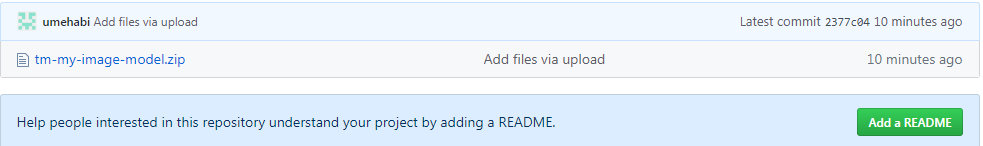 umehabi Add files via upload Latest commit 2377c04 10 minutes ago
tm-my-image-model.zip Add files via upload 10 minutes ago
Help people interested in this repository understand your project by adding a README. Add a README